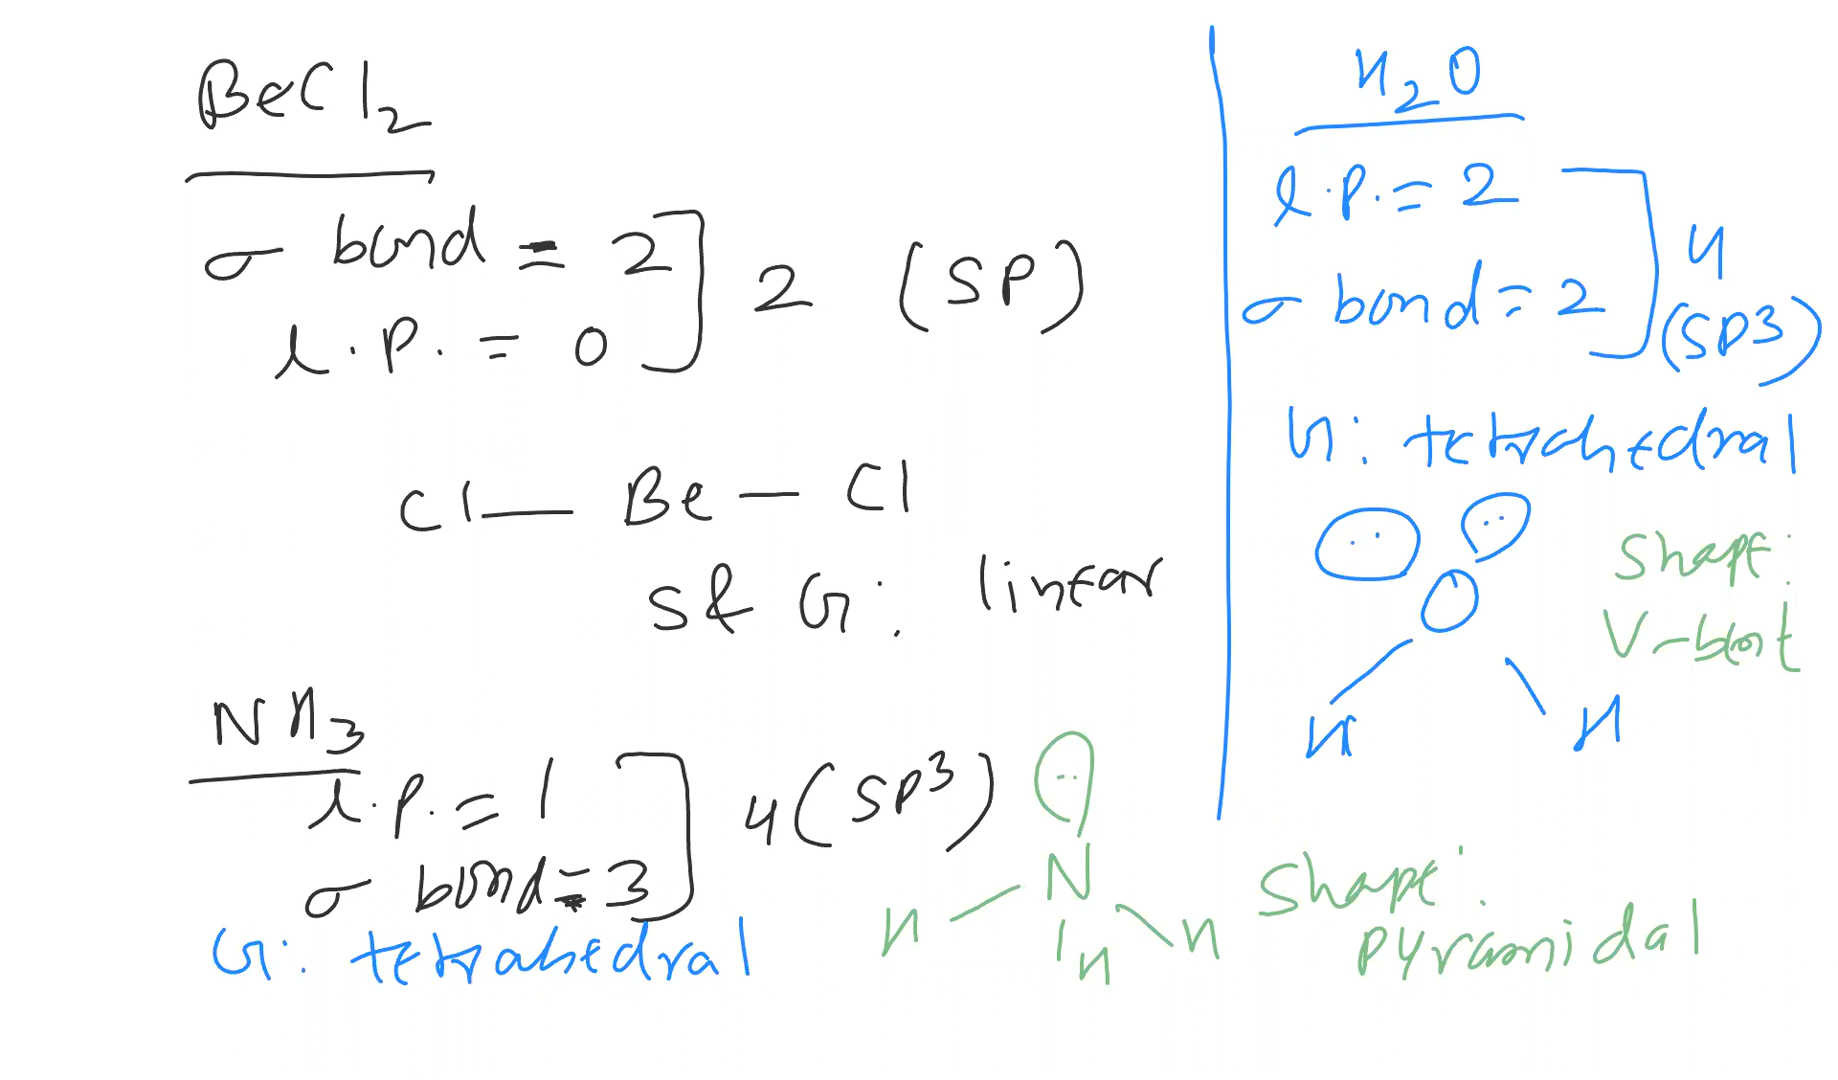 BeCl2
σ bond = 2
l.p. = 0
2 (SP)
Cl — Be — Cl
S & G: linear
NH3
l.p. = 1
σ bond = 3
4 (SP3)
G: tetrahedral
N
H H H
Shape:
pyramidal
H2O
l.p. = 2
σ bond = 2
4
(SP3)
G: tetrahedral
O
H H
Shape:
V-bent